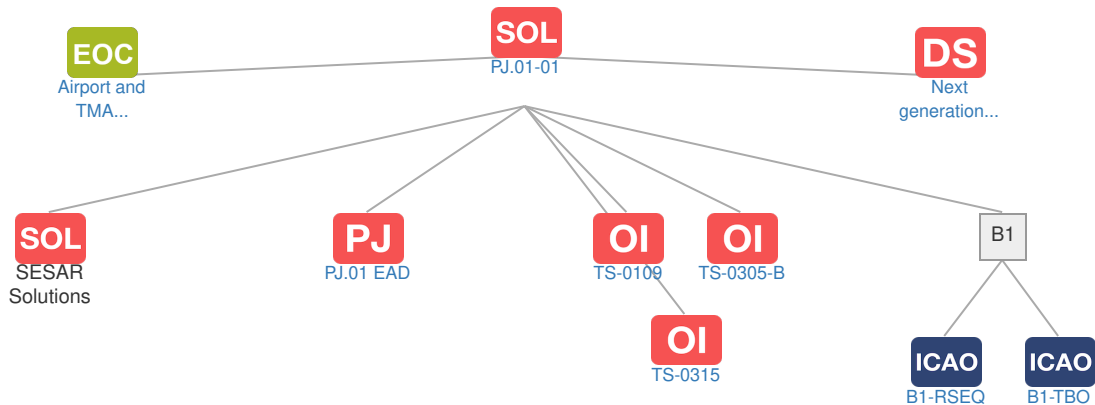 SOL
PJ.01-01
EOC
Airport and
TMA...
DS
Next
generation...
SOL
SESAR
Solutions
PJ
PJ.01 EAD
OI
TS-0109
OI
TS-0305-B
B1
OI
TS-0315
ICAO
B1-RSEQ
ICAO
B1-TBO